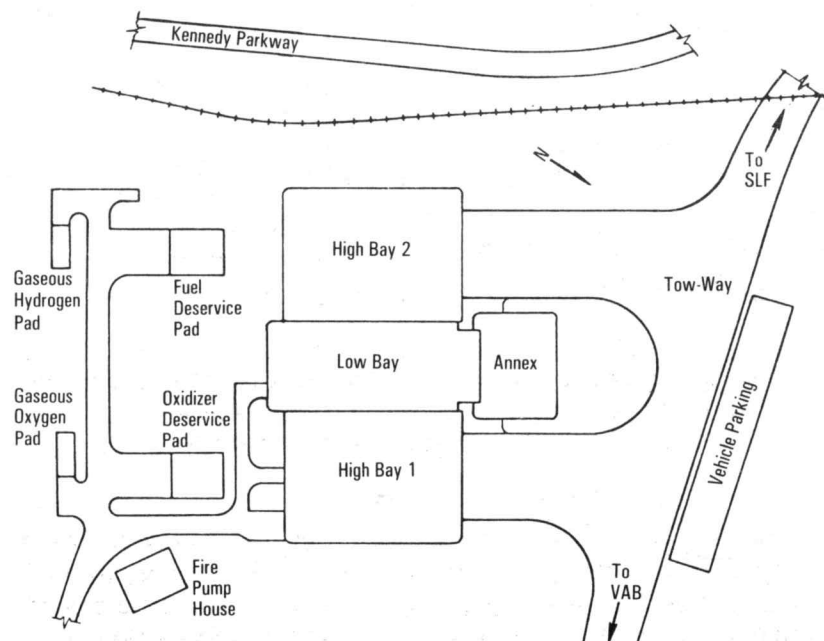 Kennedy Parkway
N
To
SLF
High Bay 2
Gaseous
Hydrogen
Pad
Fuel
Deservice
Pad
Tow-Way
Low Bay
Annex
Gaseous
Oxygen
Pad
Oxidizer
Deservice
Pad
High Bay 1
Vehicle Parking
Fire
Pump
House
To
VAB